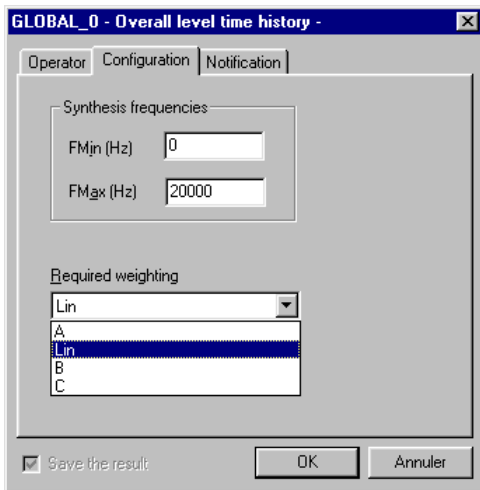 GLOBAL_0 - Overall level time history -
Operator Configuration Notification
Synthesis frequencies
FMin (Hz) 0
FMax (Hz) 20000
Required weighting
Lin
A
Lin
B
C
Save the result OK Annuler